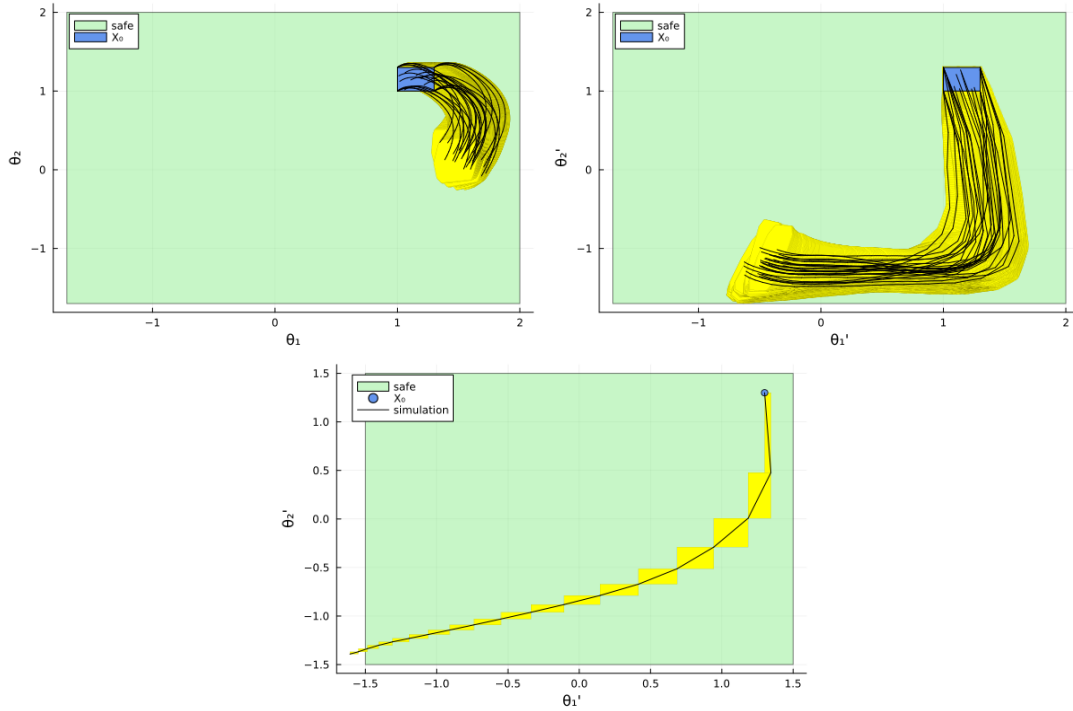 safe
X₀
2
1
0
−1
θ₂
−1
0
1
2
θ₁
safe
X₀
2
1
0
−1
θ₂'
−1
0
1
2
θ₁'
safe
X₀
simulation
1.5
1.0
0.5
0.0
−0.5
−1.0
−1.5
θ₂'
−1.5
−1.0
−0.5
0.0
0.5
1.0
1.5
θ₁'